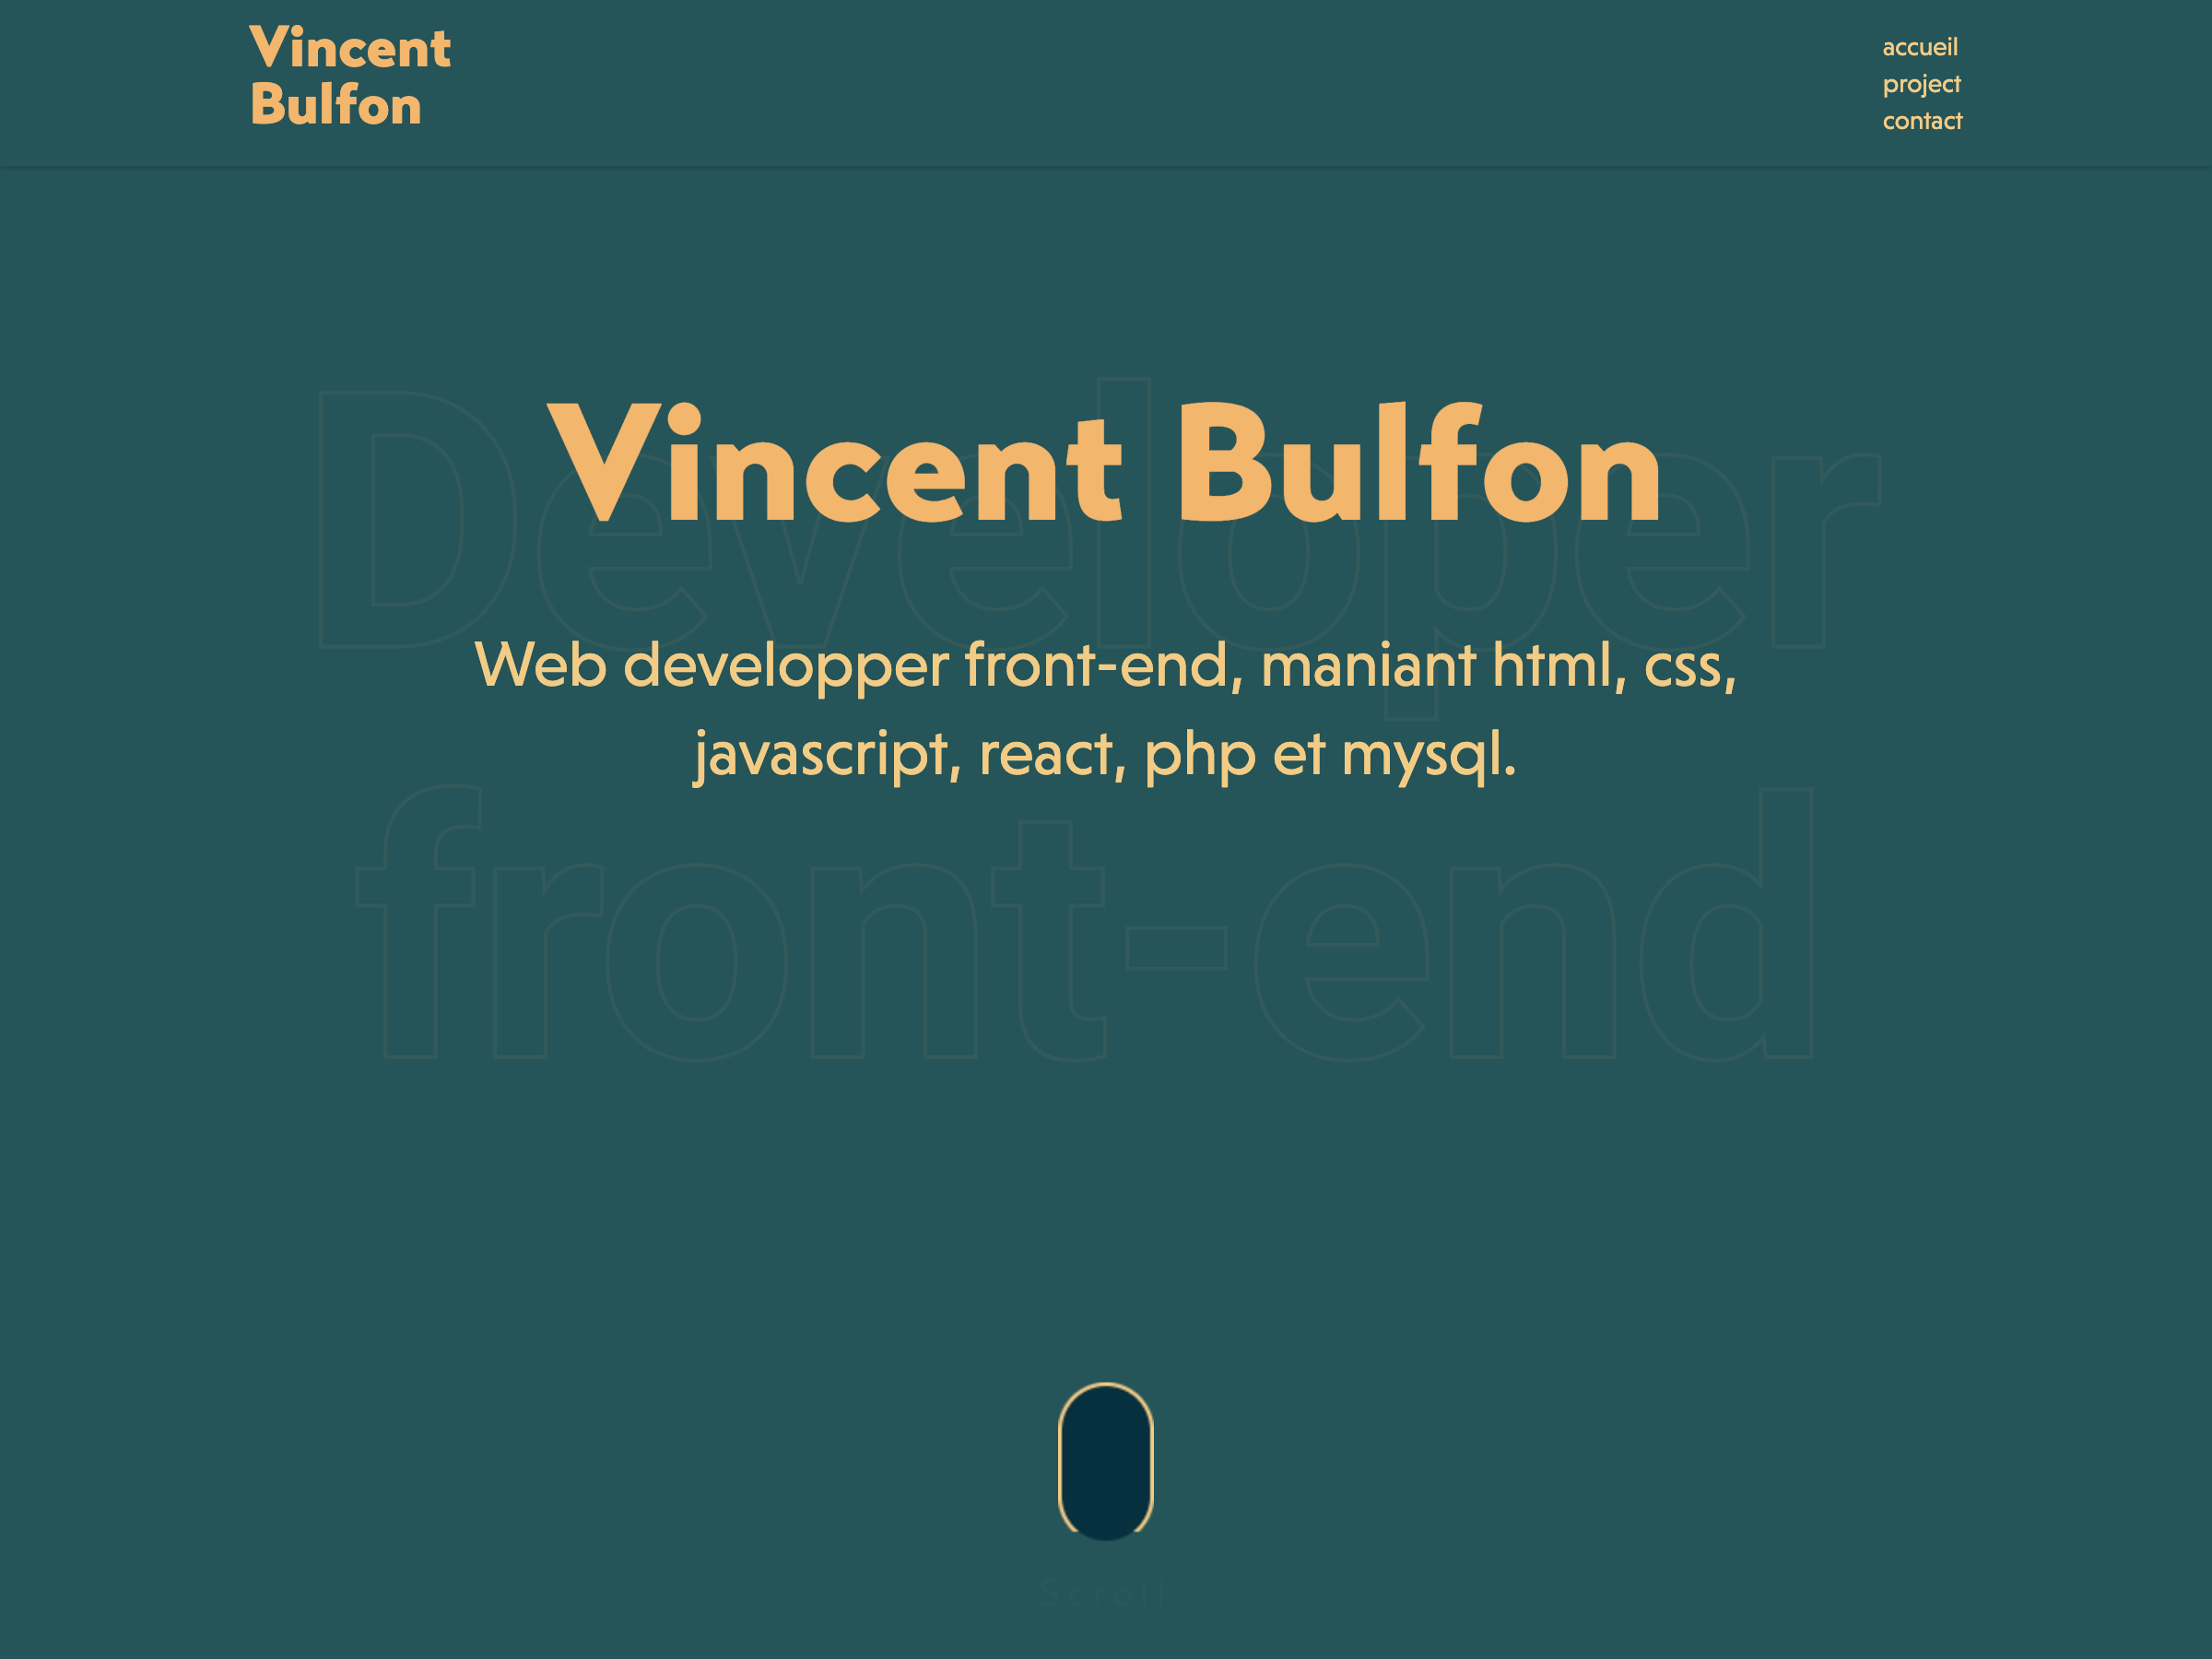 Vincent
Bulfon
accueil
project
contact
Developer
Vincent Bulfon
Web developper front-end, maniant html, css,
javascript, react, php et mysql.
front-end
Scroll